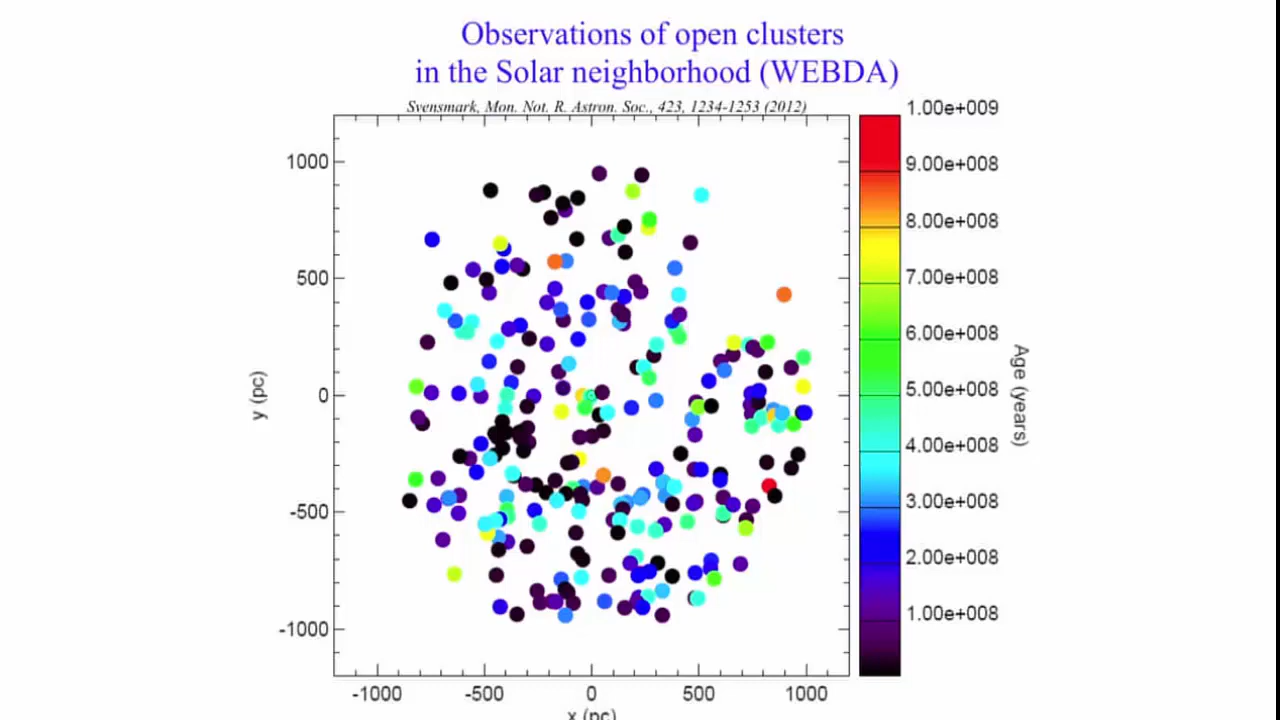 Observations of open clusters
in the Solar neighborhood (WEBDA)
Svensmark, Mon. Not. R. Astron. Soc., 423, 1234-1253 (2012)
1.00e+009
9.00e+008
8.00e+008
7.00e+008
6.00e+008
5.00e+008
4.00e+008
3.00e+008
2.00e+008
1.00e+008
Age (years)
1000
500
0
-500
-1000
y (pc)
-1000 -500 0 500 1000
x (pc)